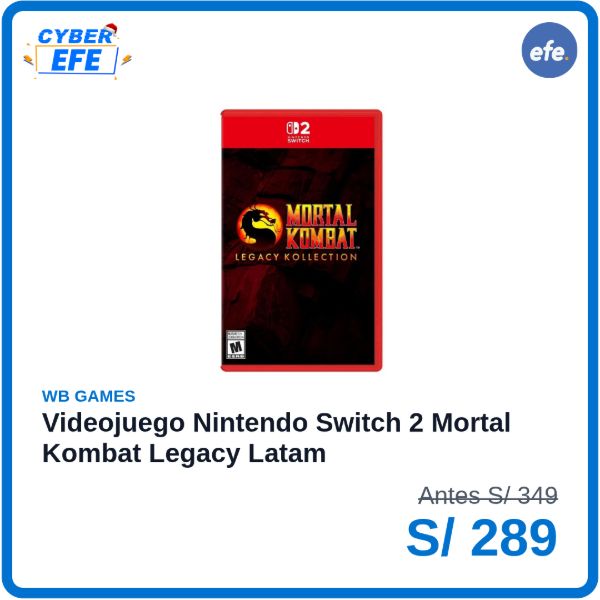 CYBER
EFE
efe.
2
NINTENDO
SWITCH
MORTAL
KOMBAT
LEGACY KOLLECTION
M
ESRB
WB GAMES
Videojuego Nintendo Switch 2 Mortal
Kombat Legacy Latam
Antes S/ 349
S/ 289